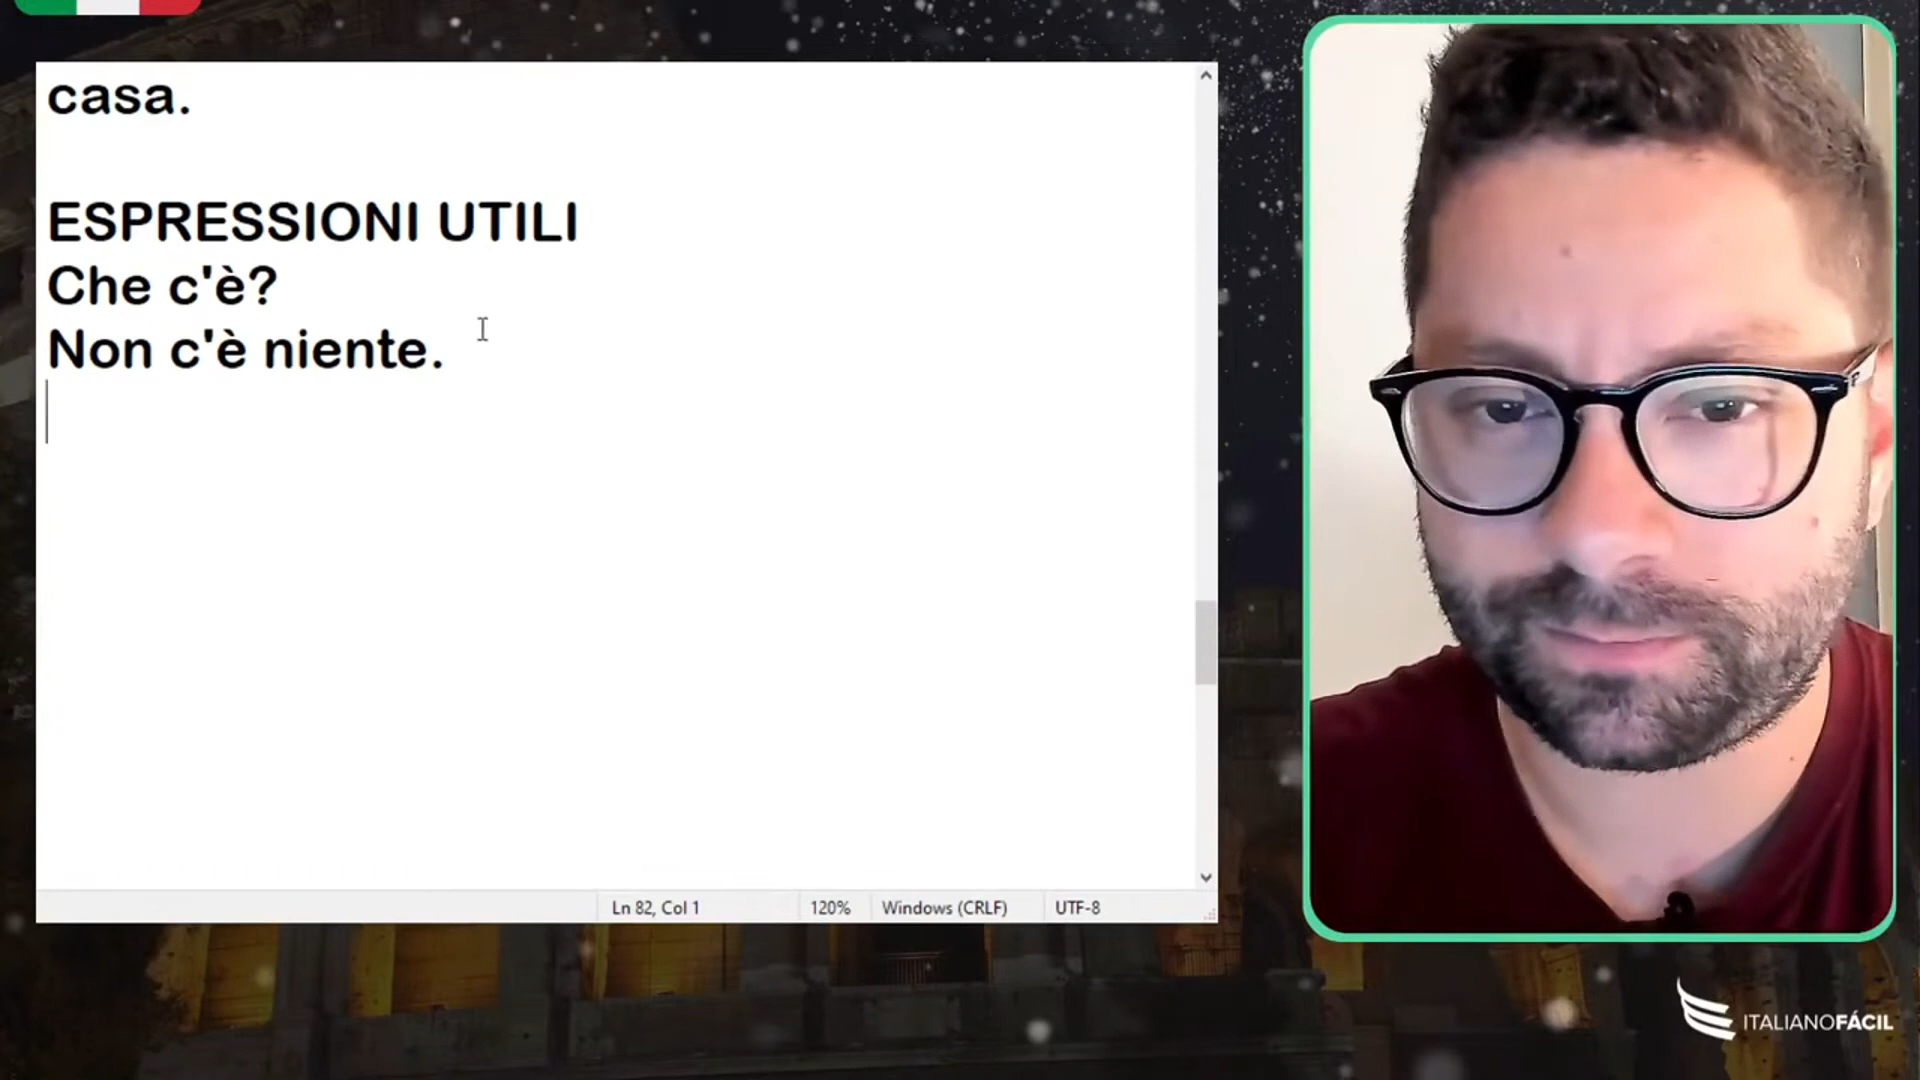 casa.
ESPRESSIONI UTILI
Che c'è?
Non c'è niente.
Ln 82, Col 1
120%
Windows (CRLF)
UTF-8
ITALIANOFÁCIL